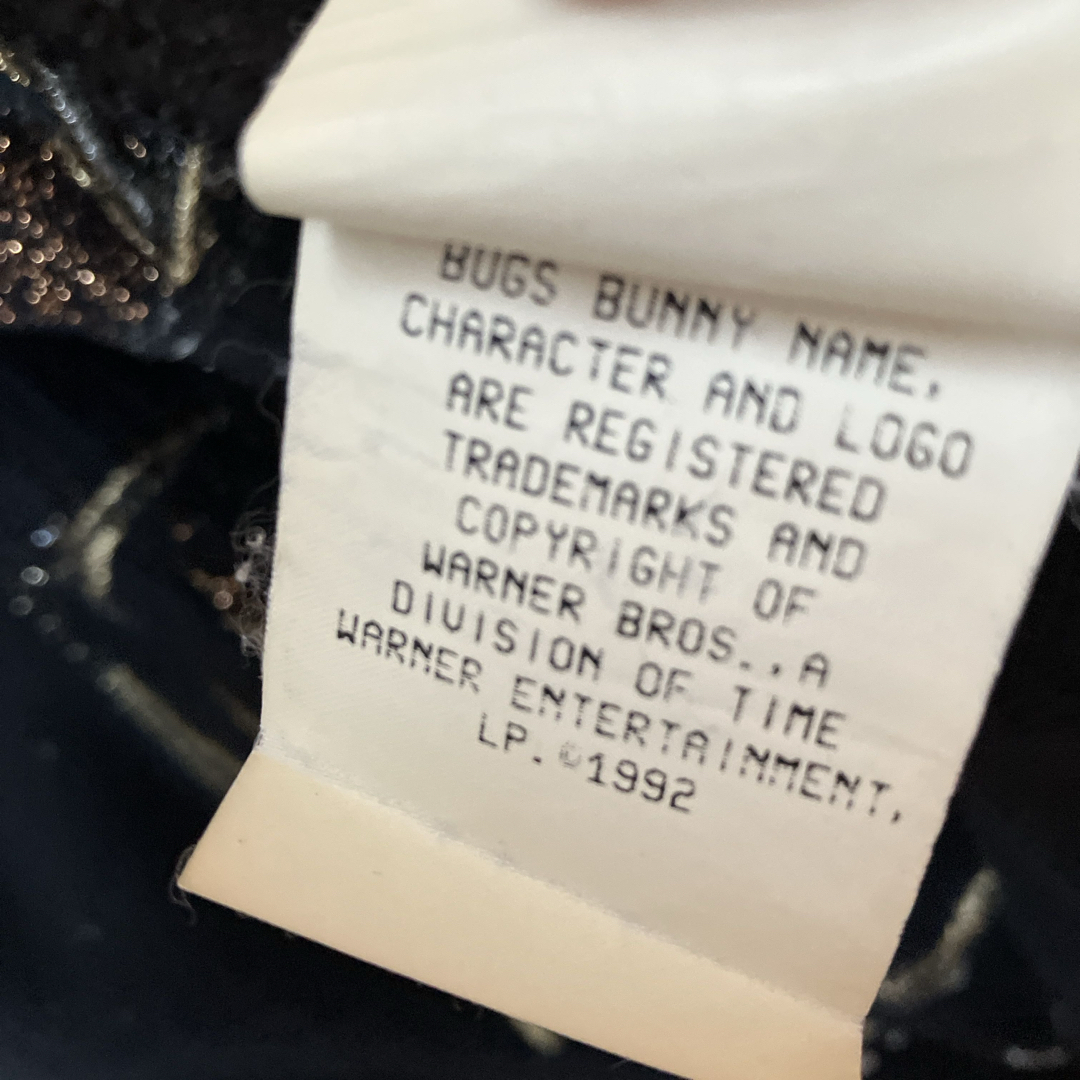 BUGS BUNNY NAME,
CHARACTER AND LOGO
ARE REGISTERED
TRADEMARKS AND
COPYRIGHT OF
WARNER BROS.,A
DIVISION OF TIME
WARNER ENTERTAINMENT,
LP.©1992